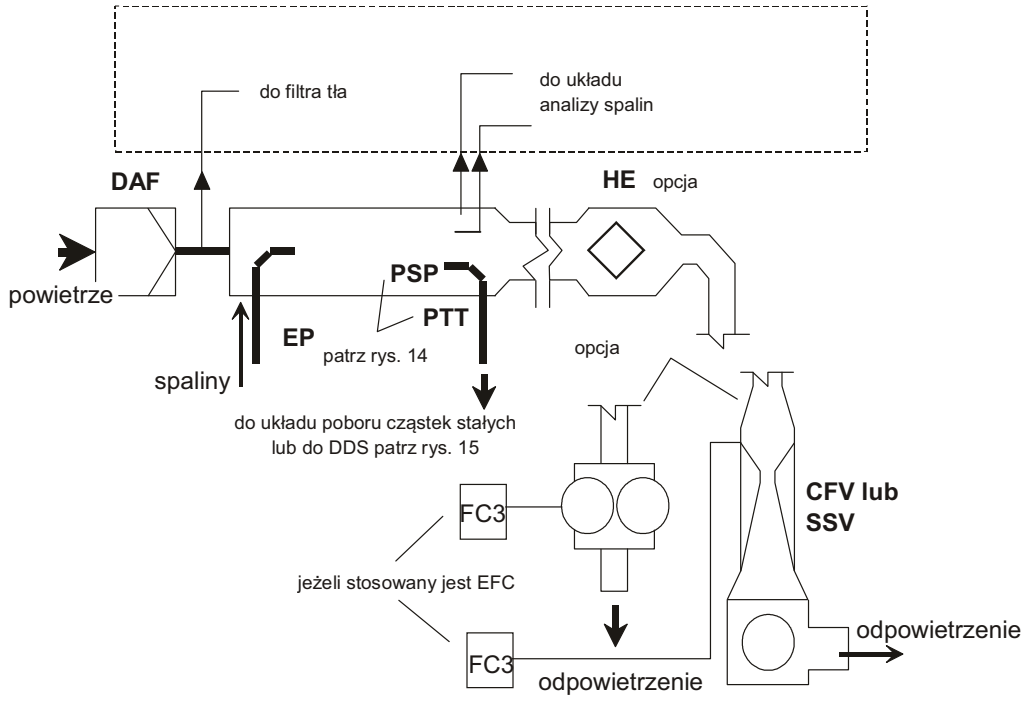 do filtra tła
do układu
analizy spalin
DAF
HE opcja
powietrze
PSP
PTT
EP
patrz rys. 14
opcja
spaliny
do układu poboru cząstek stałych
lub do DDS patrz rys. 15
CFV lub
SSV
FC3
jeżeli stosowany jest EFC
odpowietrzenie
FC3
odpowietrzenie